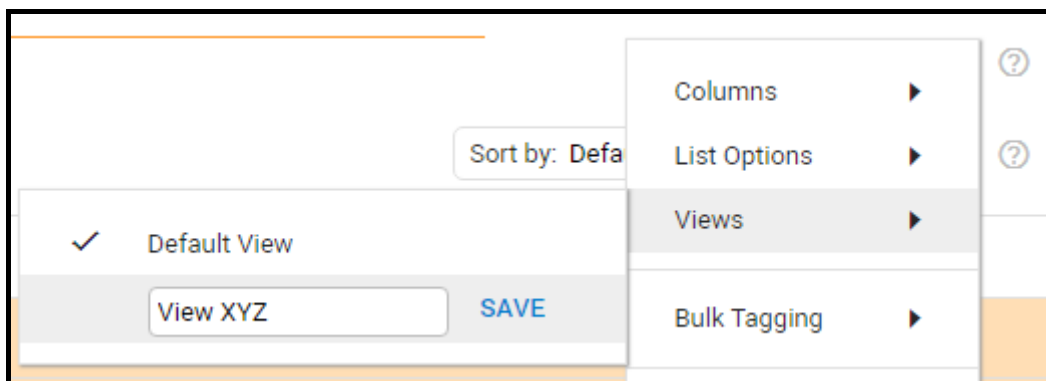 Columns
Sort by: Defa
List Options
Views
Default View
View XYZ SAVE
Bulk Tagging